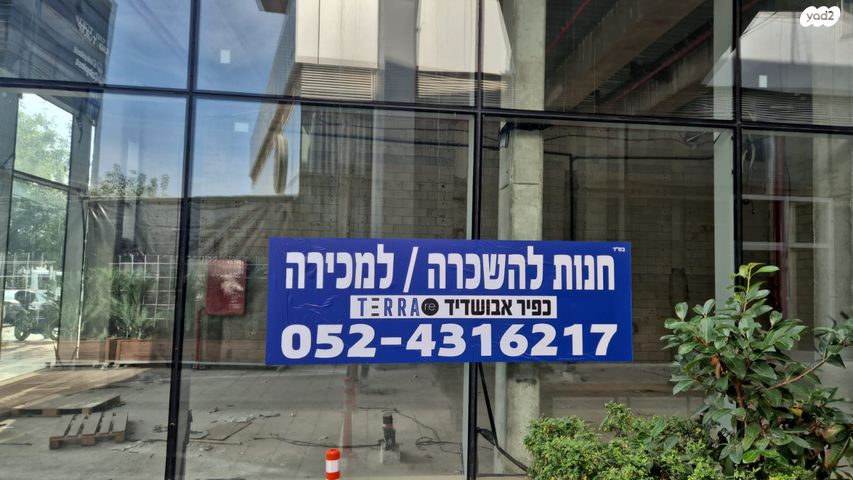 yad2
בס"ד
חנות להשכרה / למכירה
כפיר אבושדיד TERRA re
052-4316217